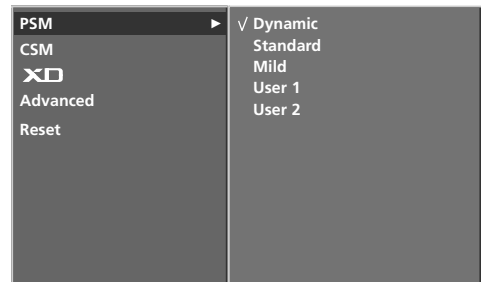 PSM ►
CSM
XD
Advanced
Reset
√ Dynamic
Standard
Mild
User 1
User 2